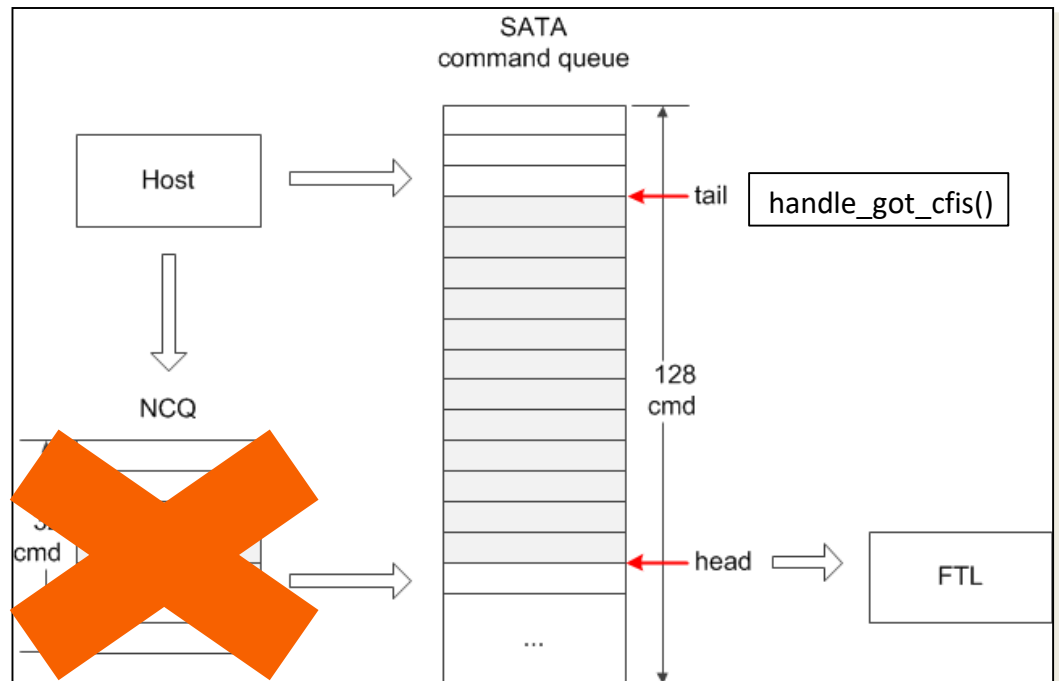 SATA
command queue
Host
tail
handle_got_cfis()
128
cmd
NCQ
cmd
head
FTL
...